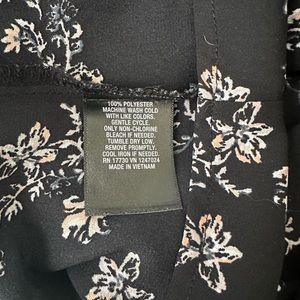 100% POLYESTER
MACHINE WASH COLD
WITH LIKE COLORS.
GENTLE CYCLE.
ONLY NON-CHLORINE
BLEACH IF NEEDED.
TUMBLE DRY LOW.
REMOVE PROMPTLY.
COOL IRON IF NEEDED.
RN 17730 VN 1247024
MADE IN VIETNAM